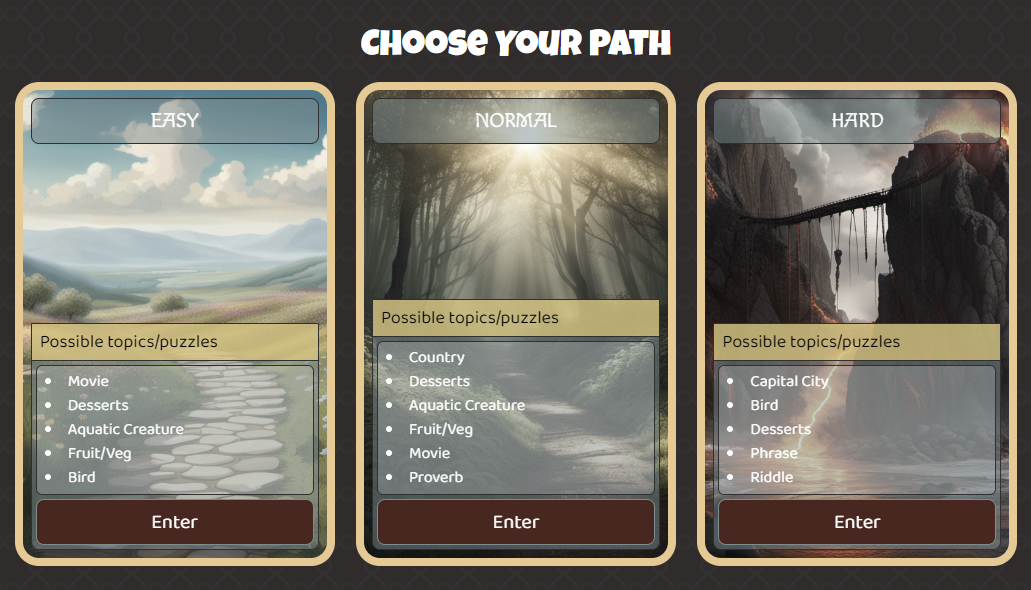 CHOOSE YOUR PATH
EASY
Possible topics/puzzles
Movie
Desserts
Aquatic Creature
Fruit/Veg
Bird
Enter
NORMAL
Possible topics/puzzles
Country
Desserts
Aquatic Creature
Fruit/Veg
Movie
Proverb
Enter
HARD
Possible topics/puzzles
Capital City
Bird
Desserts
Phrase
Riddle
Enter